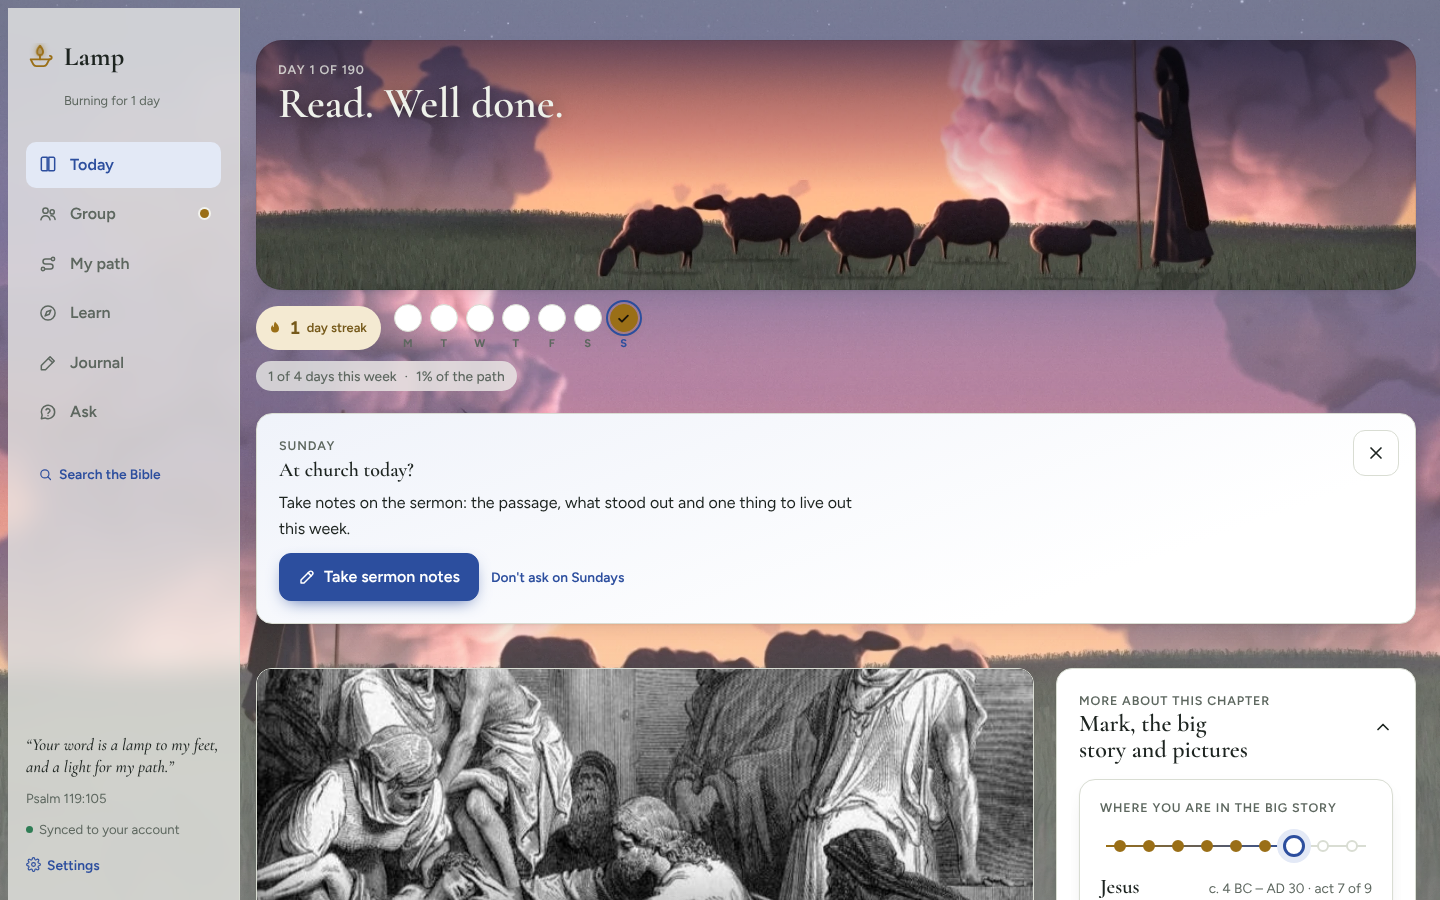 Lamp
Burning for 1 day
Today
Group
My path
Learn
Journal
Ask
Search the Bible
“Your word is a lamp to my feet,
and a light for my path.”
Psalm 119:105
Synced to your account
Settings
DAY 1 OF 190
Read. Well done.
1 day streak
M T W T F S S
1 of 4 days this week · 1% of the path
SUNDAY
At church today?
Take notes on the sermon: the passage, what stood out and one thing to live out
this week.
Take sermon notes
Don't ask on Sundays
MORE ABOUT THIS CHAPTER
Mark, the big
story and pictures
WHERE YOU ARE IN THE BIG STORY
Jesus
c. 4 BC – AD 30 · act 7 of 9